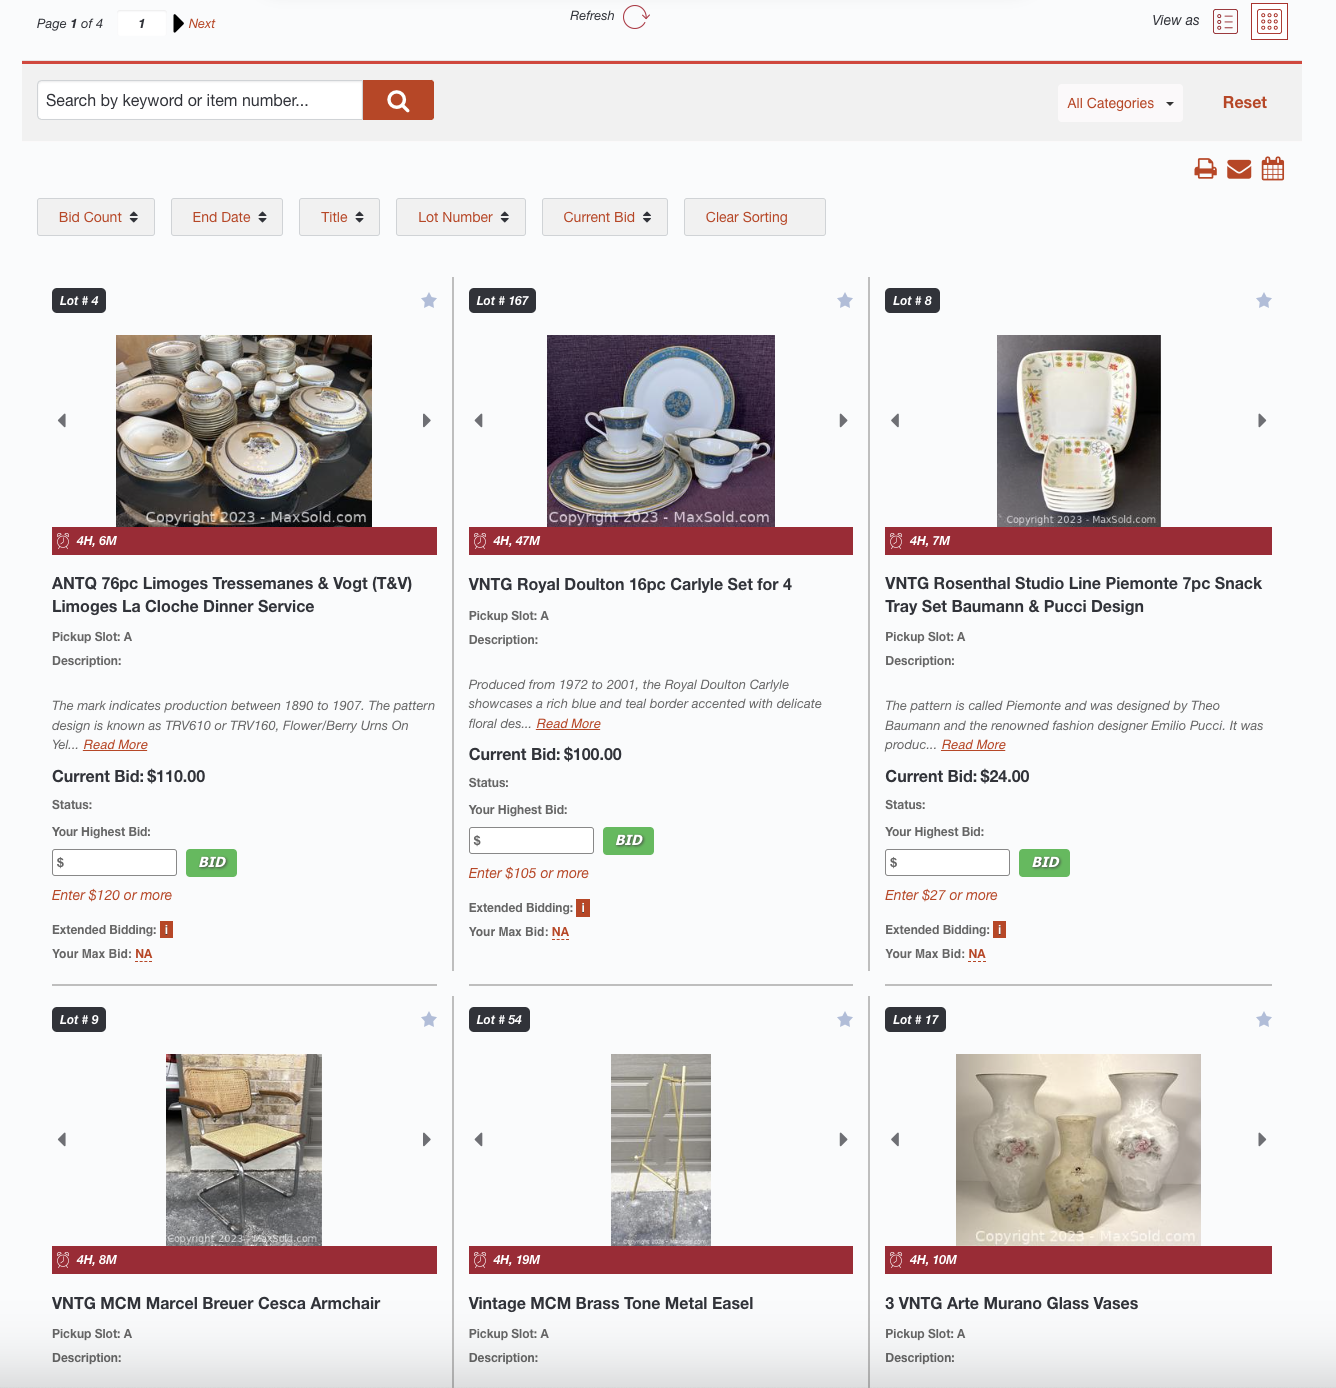 Page 1 of 4
1
Next
Refresh
View as
Search by keyword or item number...
All Categories
Reset
Bid Count
End Date
Title
Lot Number
Current Bid
Clear Sorting
Lot # 4
Copyright 2023 - MaxSold.com
4H, 6M
ANTQ 76pc Limoges Tressemanes & Vogt (T&V)
Limoges La Cloche Dinner Service
Pickup Slot: A
Description:
The mark indicates production between 1890 to 1907. The pattern
design is known as TRV610 or TRV160, Flower/Berry Urns On
Yel... Read More
Current Bid: $110.00
Status:
Your Highest Bid:
$
BID
Enter $120 or more
Extended Bidding: i
Your Max Bid: NA
Lot # 167
Copyright 2023 - MaxSold.com
4H, 47M
VNTG Royal Doulton 16pc Carlyle Set for 4
Pickup Slot: A
Description:
Produced from 1972 to 2001, the Royal Doulton Carlyle
showcases a rich blue and teal border accented with delicate
floral des... Read More
Current Bid: $100.00
Status:
Your Highest Bid:
$
BID
Enter $105 or more
Extended Bidding: i
Your Max Bid: NA
Lot # 8
Copyright 2023 - MaxSold.com
4H, 7M
VNTG Rosenthal Studio Line Piemonte 7pc Snack
Tray Set Baumann & Pucci Design
Pickup Slot: A
Description:
The pattern is called Piemonte and was designed by Theo
Baumann and the renowned fashion designer Emilio Pucci. It was
produc... Read More
Current Bid: $24.00
Status:
Your Highest Bid:
$
BID
Enter $27 or more
Extended Bidding: i
Your Max Bid: NA
Lot # 9
Copyright 2023 - MaxSold.com
4H, 8M
VNTG MCM Marcel Breuer Cesca Armchair
Pickup Slot: A
Description:
Lot # 54
Copyright 2023 - MaxSold.com
4H, 19M
Vintage MCM Brass Tone Metal Easel
Pickup Slot: A
Description:
Lot # 17
Copyright 2023 - MaxSold.com
4H, 10M
3 VNTG Arte Murano Glass Vases
Pickup Slot: A
Description: